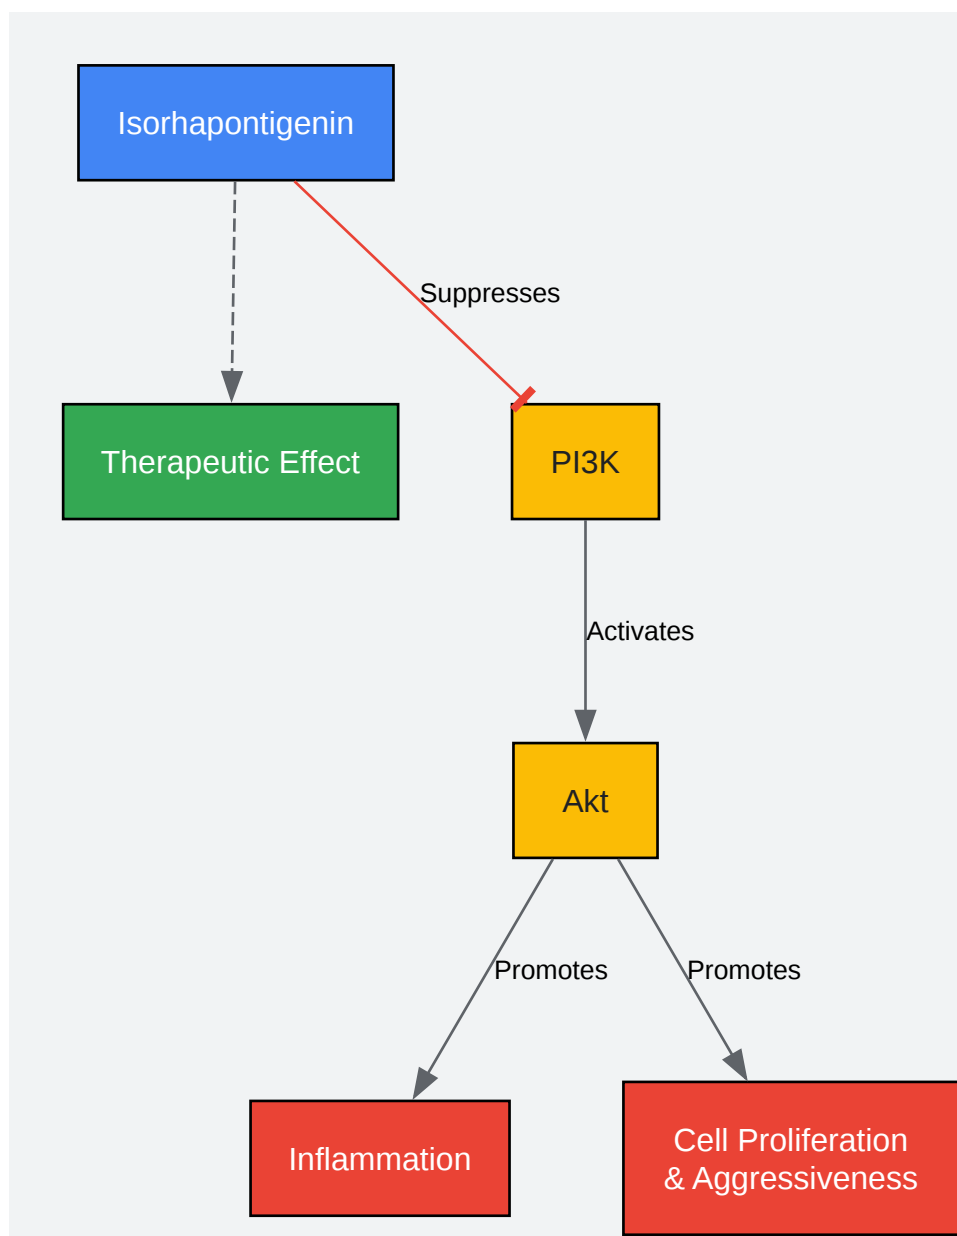 Isorhapontigenin
Suppresses
Therapeutic Effect
PI3K
Activates
Akt
Promotes
Promotes
Inflammation
Cell Proliferation
& Aggressiveness